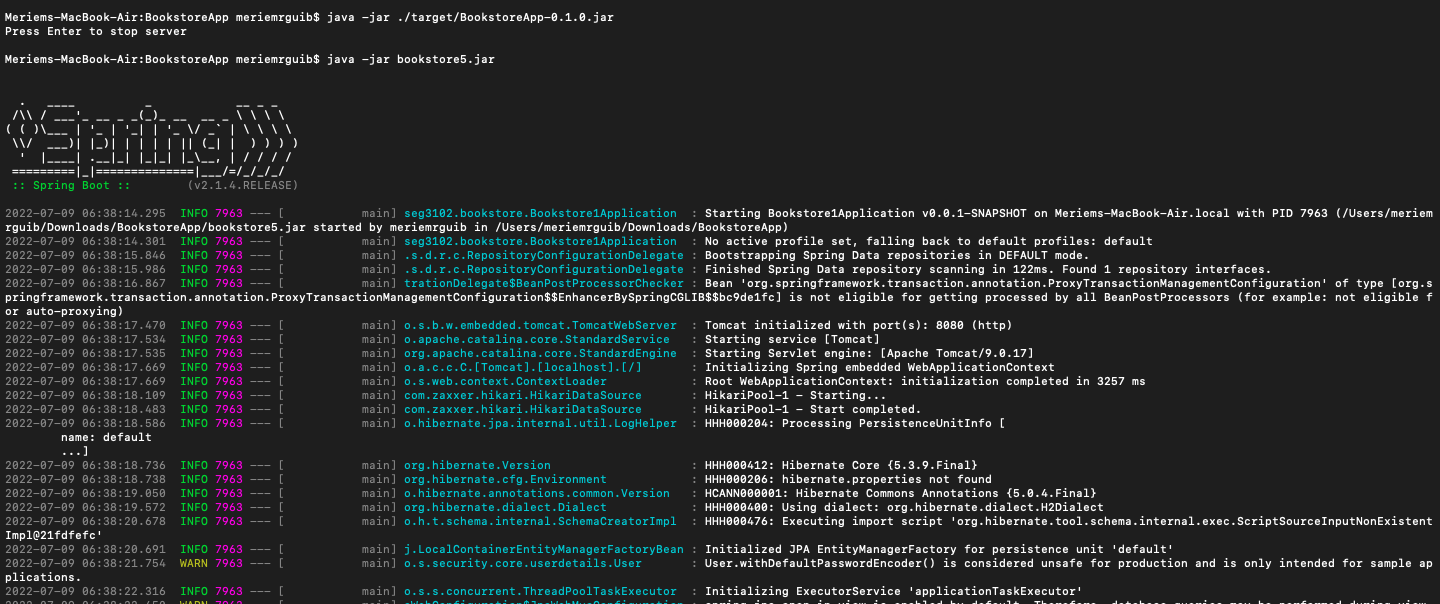 Meriems-MacBook-Air:BookstoreApp meriemrguib$ java -jar ./target/BookstoreApp-0.1.0.jar
Press Enter to stop server
Meriems-MacBook-Air:BookstoreApp meriemrguib$ java -jar bookstore5.jar
  .   ____          _            __ _ _
 /\\ / ___'_ __ _ _(_)_ __  __ _ \ \ \ \
( ( )\___ | '_ | '_| | '_ \/ _` | \ \ \ \
 \\/  ___)| |_)| | | | | || (_| |  ) ) ) )
  '  |____| .__|_| |_|_| |_\__, | / / / /
 =========|_|==============|___/=/_/_/_/
 :: Spring Boot ::        (v2.1.4.RELEASE)
2022-07-09 06:38:14.295  INFO 7963 --- [           main] seg3102.bookstore.Bookstore1Application  : Starting Bookstore1Application v0.0.1-SNAPSHOT on Meriems-MacBook-Air.local with PID 7963 (/Users/meriem
rguib/Downloads/BookstoreApp/bookstore5.jar started by meriemrguib in /Users/meriemrguib/Downloads/BookstoreApp)
2022-07-09 06:38:14.301  INFO 7963 --- [           main] seg3102.bookstore.Bookstore1Application  : No active profile set, falling back to default profiles: default
2022-07-09 06:38:15.846  INFO 7963 --- [           main] .s.d.r.c.RepositoryConfigurationDelegate : Bootstrapping Spring Data repositories in DEFAULT mode.
2022-07-09 06:38:15.986  INFO 7963 --- [           main] .s.d.r.c.RepositoryConfigurationDelegate : Finished Spring Data repository scanning in 122ms. Found 1 repository interfaces.
2022-07-09 06:38:16.867  INFO 7963 --- [           main] trationDelegate$BeanPostProcessorChecker : Bean 'org.springframework.transaction.annotation.ProxyTransactionManagementConfiguration' of type [org.s
pringframework.transaction.annotation.ProxyTransactionManagementConfiguration$$EnhancerBySpringCGLIB$$bc9de1fc] is not eligible for getting processed by all BeanPostProcessors (for example: not eligible f
or auto-proxying)
2022-07-09 06:38:17.470  INFO 7963 --- [           main] o.s.b.w.embedded.tomcat.TomcatWebServer  : Tomcat initialized with port(s): 8080 (http)
2022-07-09 06:38:17.534  INFO 7963 --- [           main] o.apache.catalina.core.StandardService   : Starting service [Tomcat]
2022-07-09 06:38:17.535  INFO 7963 --- [           main] org.apache.catalina.core.StandardEngine  : Starting Servlet engine: [Apache Tomcat/9.0.17]
2022-07-09 06:38:17.669  INFO 7963 --- [           main] o.a.c.c.C.[Tomcat].[localhost].[/]       : Initializing Spring embedded WebApplicationContext
2022-07-09 06:38:17.669  INFO 7963 --- [           main] o.s.web.context.ContextLoader            : Root WebApplicationContext: initialization completed in 3257 ms
2022-07-09 06:38:18.109  INFO 7963 --- [           main] com.zaxxer.hikari.HikariDataSource       : HikariPool-1 - Starting...
2022-07-09 06:38:18.483  INFO 7963 --- [           main] com.zaxxer.hikari.HikariDataSource       : HikariPool-1 - Start completed.
2022-07-09 06:38:18.586  INFO 7963 --- [           main] o.hibernate.jpa.internal.util.LogHelper  : HHH000204: Processing PersistenceUnitInfo [
        name: default
        ...]
2022-07-09 06:38:18.736  INFO 7963 --- [           main] org.hibernate.Version                    : HHH000412: Hibernate Core {5.3.9.Final}
2022-07-09 06:38:18.738  INFO 7963 --- [           main] org.hibernate.cfg.Environment            : HHH000206: hibernate.properties not found
2022-07-09 06:38:19.050  INFO 7963 --- [           main] o.hibernate.annotations.common.Version   : HCANN000001: Hibernate Commons Annotations {5.0.4.Final}
2022-07-09 06:38:19.572  INFO 7963 --- [           main] org.hibernate.dialect.Dialect            : HHH000400: Using dialect: org.hibernate.dialect.H2Dialect
2022-07-09 06:38:20.678  INFO 7963 --- [           main] o.h.t.schema.internal.SchemaCreatorImpl  : HHH000476: Executing import script 'org.hibernate.tool.schema.internal.exec.ScriptSourceInputNonExistent
Impl@21fdfefc'
2022-07-09 06:38:20.691  INFO 7963 --- [           main] j.LocalContainerEntityManagerFactoryBean : Initialized JPA EntityManagerFactory for persistence unit 'default'
2022-07-09 06:38:21.754  WARN 7963 --- [           main] o.s.security.core.userdetails.User       : User.withDefaultPasswordEncoder() is considered unsafe for production and is only intended for sample ap
plications.
2022-07-09 06:38:22.316  INFO 7963 --- [           main] o.s.s.concurrent.ThreadPoolTaskExecutor  : Initializing ExecutorService 'applicationTaskExecutor'